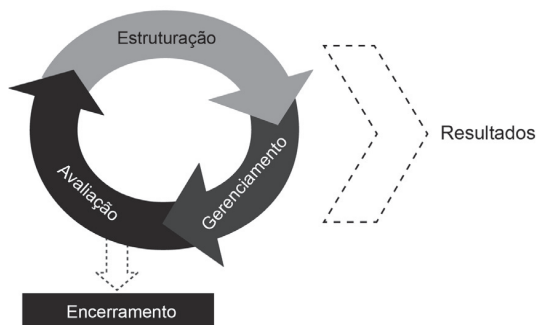 Estruturação
Gerenciamento
Avaliação
Resultados
Encerramento